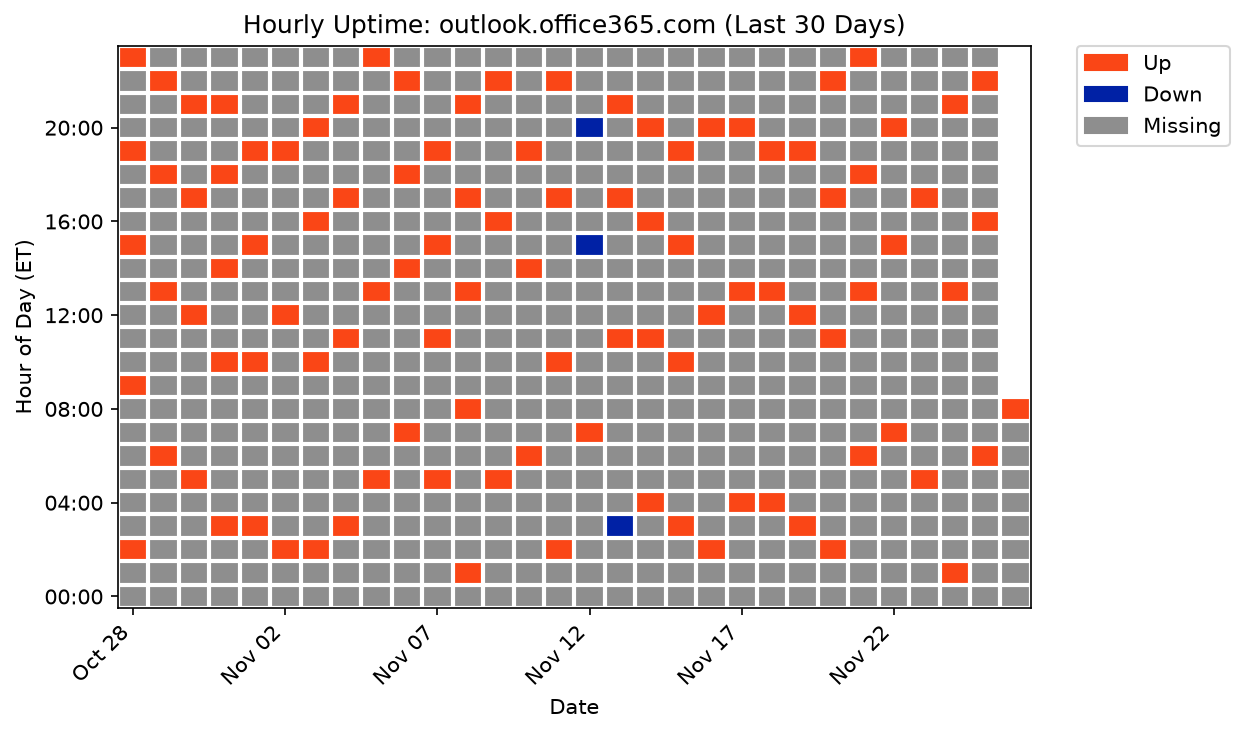 Hourly Uptime: outlook.office365.com (Last 30 Days)
Up
Down
Missing
20:00
16:00
12:00
08:00
04:00
00:00
Hour of Day (ET)
Oct 28
Nov 02
Nov 07
Nov 12
Nov 17
Nov 22
Date